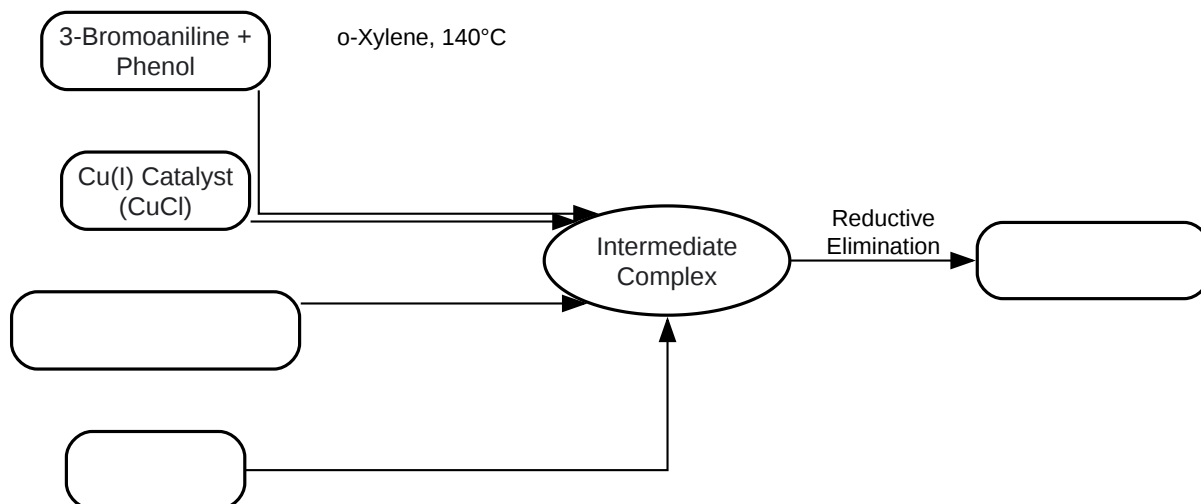 3-Bromoaniline +
Phenol
o-Xylene, 140°C
Cu(I) Catalyst
(CuCl)
Intermediate
Complex
Reductive
Elimination